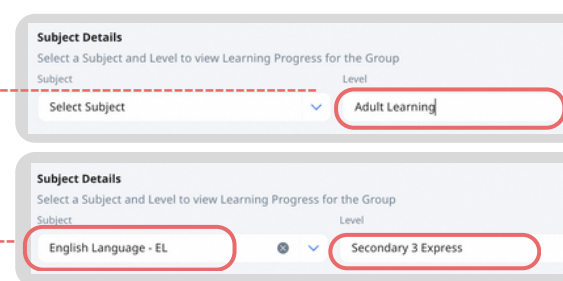 Subject Details
Select a Subject and Level to view Learning Progress for the Group
Subject Level
Select Subject Adult Learning
Subject Details
Select a Subject and Level to view Learning Progress for the Group
Subject Level
English Language - EL Secondary 3 Express